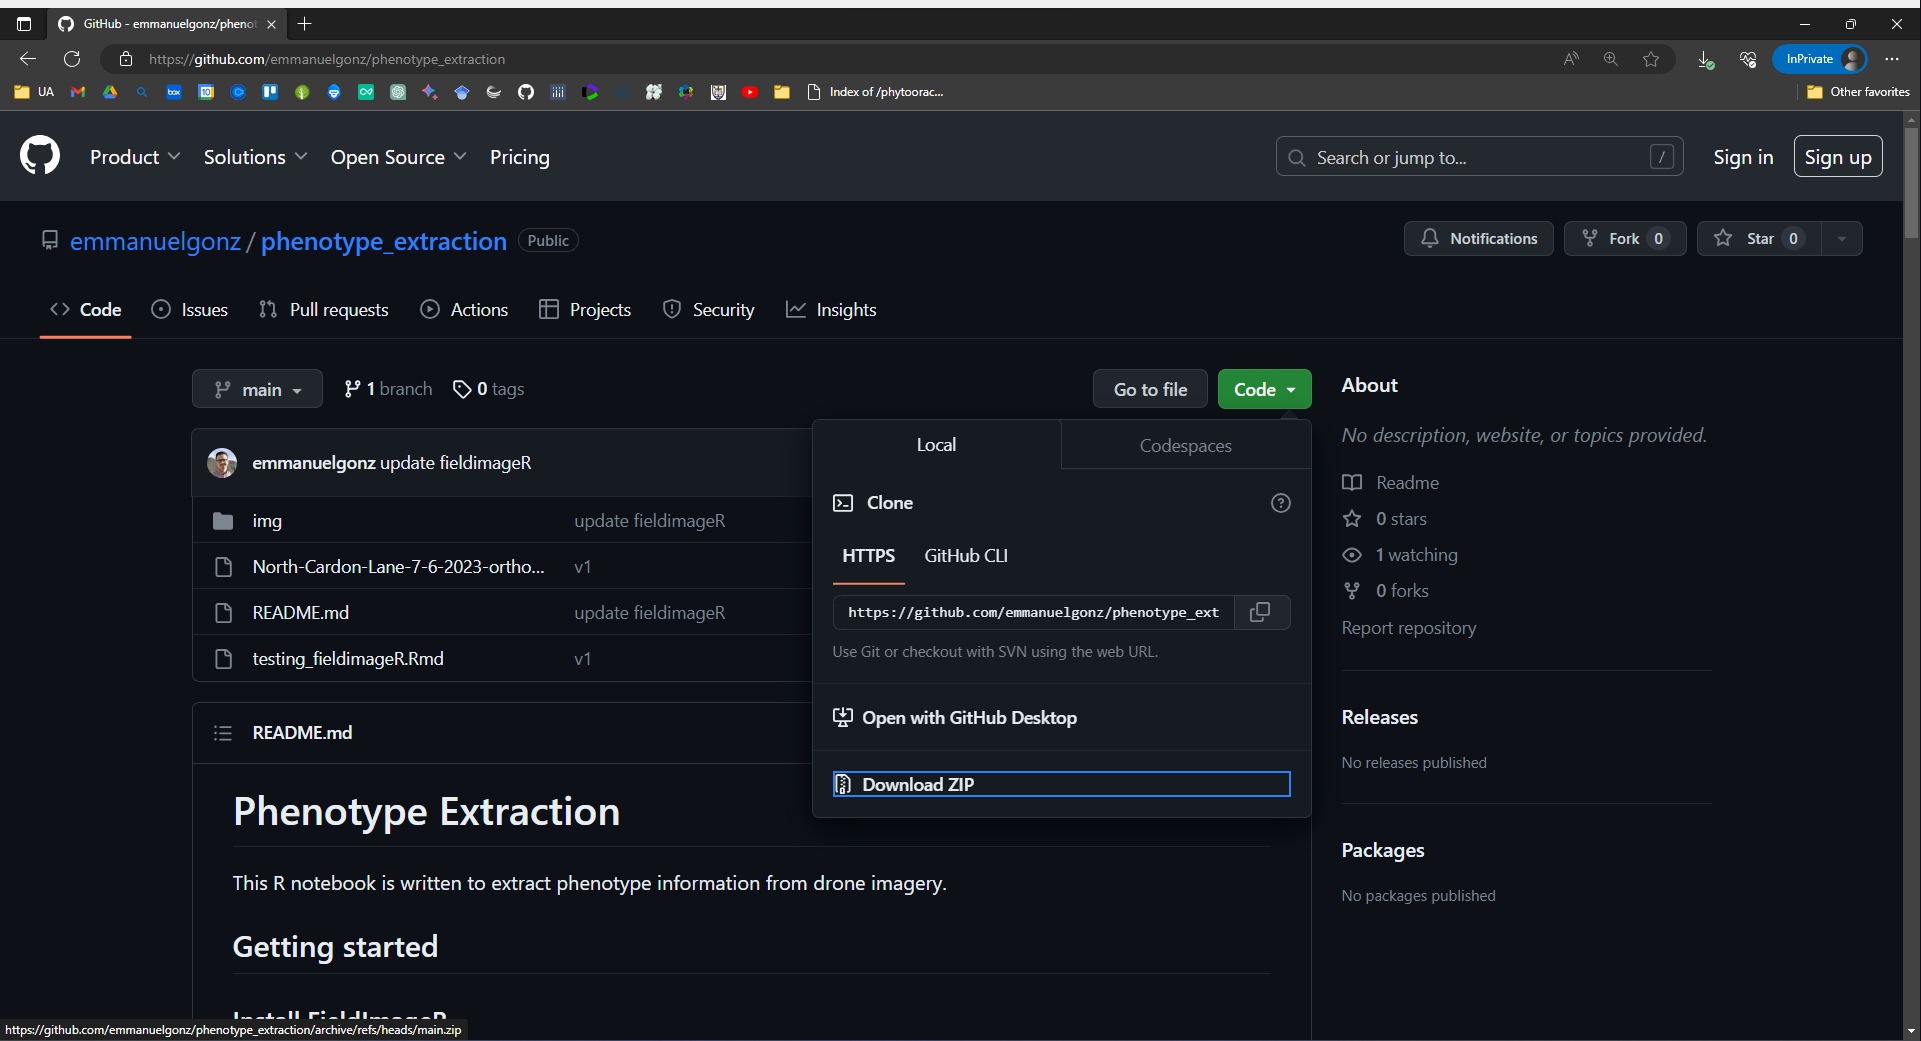 GitHub - emmanuelgonz/pheno
https://github.com/emmanuelgonz/phenotype_extraction
InPrivate
UA
box
Index of /phytoorac...
Other favorites
Product
Solutions
Open Source
Pricing
Search or jump to...
/
Sign in
Sign up
emmanuelgonz / phenotype_extraction
Public
Notifications
Fork 0
Star 0
Code
Issues
Pull requests
Actions
Projects
Security
Insights
main
1 branch
0 tags
Go to file
Code
emmanuelgonz update fieldimageR
img
update fieldimageR
North-Cardon-Lane-7-6-2023-ortho...
v1
README.md
update fieldimageR
testing_fieldimageR.Rmd
v1
Local
Codespaces
Clone
HTTPS
GitHub CLI
https://github.com/emmanuelgonz/phenotype_ext
Use Git or checkout with SVN using the web URL.
Open with GitHub Desktop
Download ZIP
About
No description, website, or topics provided.
Readme
0 stars
1 watching
0 forks
Report repository
Releases
No releases published
Packages
No packages published
README.md
Phenotype Extraction
This R notebook is written to extract phenotype information from drone imagery.
Getting started
Install FieldImageR
https://github.com/emmanuelgonz/phenotype_extraction/archive/refs/heads/main.zip